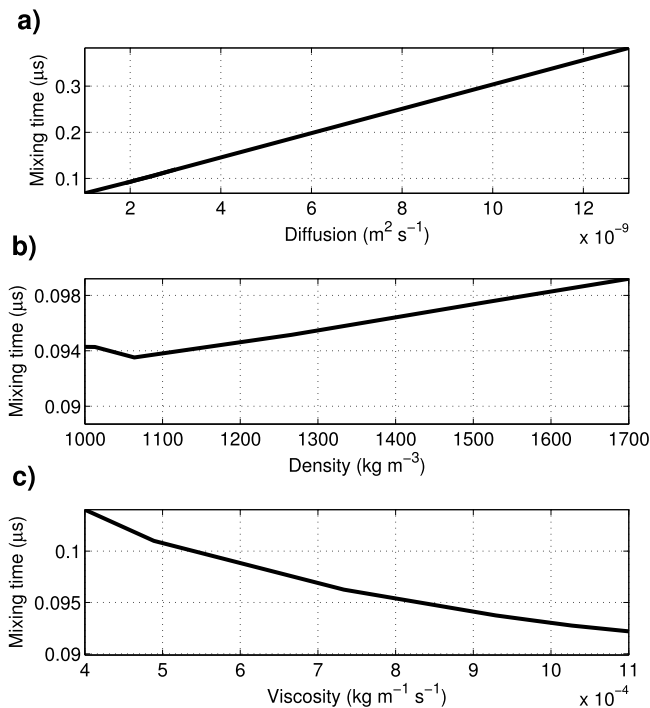 a)
Mixing time (µs)
0.3
0.2
0.1
2 4 6 8 10 12
Diffusion (m² s⁻¹)
x 10⁻⁹
b)
Mixing time (µs)
0.098
0.094
0.09
1000 1100 1200 1300 1400 1500 1600 1700
Density (kg m⁻³)
c)
Mixing time (µs)
0.1
0.095
0.09
4 5 6 7 8 9 10 11
Viscosity (kg m⁻¹ s⁻¹)
x 10⁻⁴